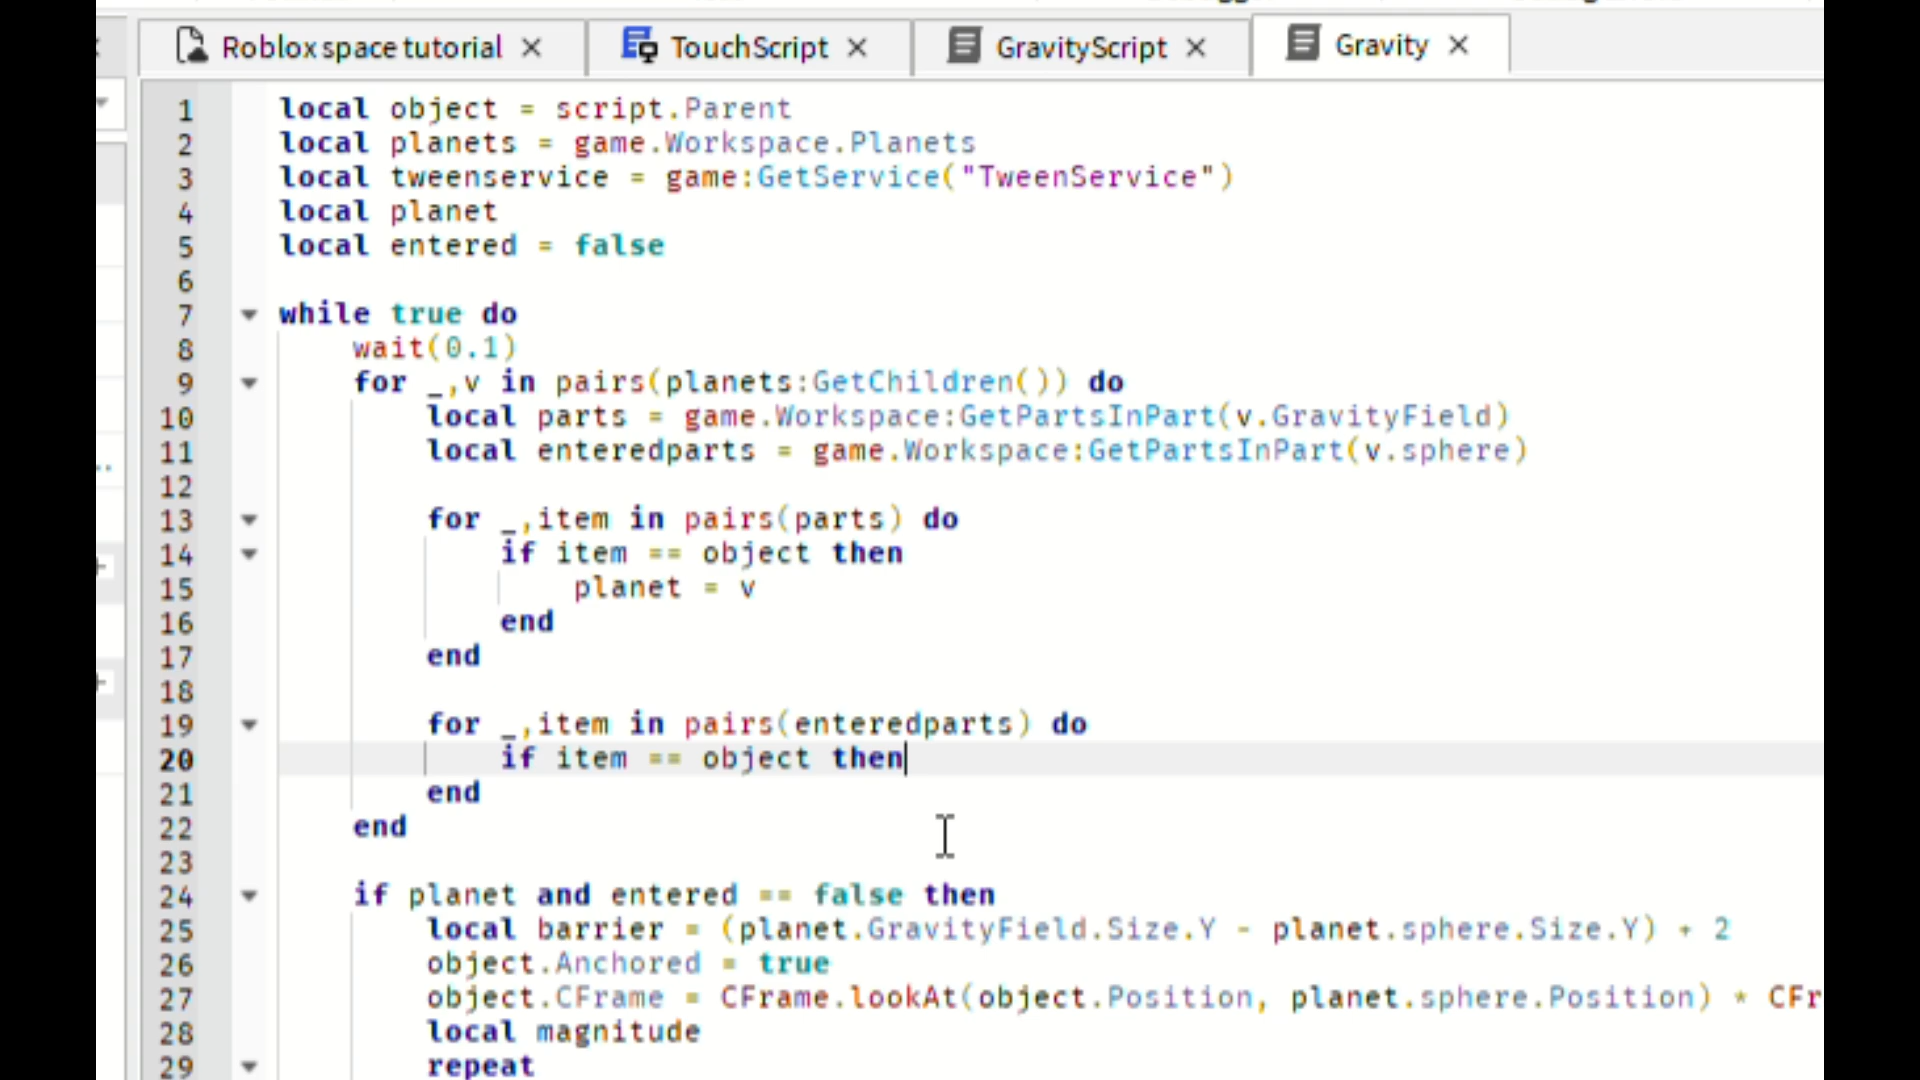 Roblox space tutorial TouchScript GravityScript Gravity
1 local object = script.Parent
2 local planets = game.Workspace.Planets
3 local tweenservice = game:GetService("TweenService")
4 local planet
5 local entered = false
6
7 while true do
8 wait(0.1)
9 for _,v in pairs(planets:GetChildren()) do
10 local parts = game.Workspace:GetPartsInPart(v.GravityField)
11 local enteredparts = game.Workspace:GetPartsInPart(v.sphere)
12
13 for _,item in pairs(parts) do
14 if item == object then
15 planet = v
16 end
17 end
18
19 for _,item in pairs(enteredparts) do
20 if item == object then
21 end
22 end
23
24 if planet and entered == false then
25 local barrier = (planet.GravityField.Size.Y - planet.sphere.Size.Y) + 2
26 object.Anchored = true
27 object.CFrame = CFrame.lookAt(object.Position, planet.sphere.Position) * CFr
28 local magnitude
29 repeat